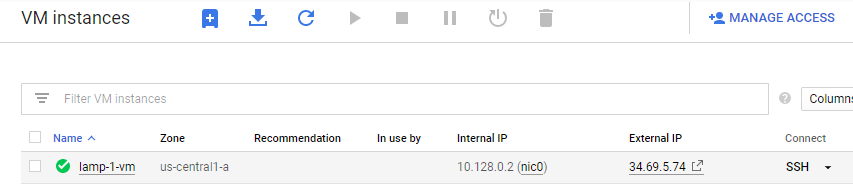 VM instances MANAGE ACCESS
Filter VM instances ? Columns
Name Zone Recommendation In use by Internal IP External IP Connect
lamp-1-vm us-central1-a 10.128.0.2 (nic0) 34.69.5.74 SSH